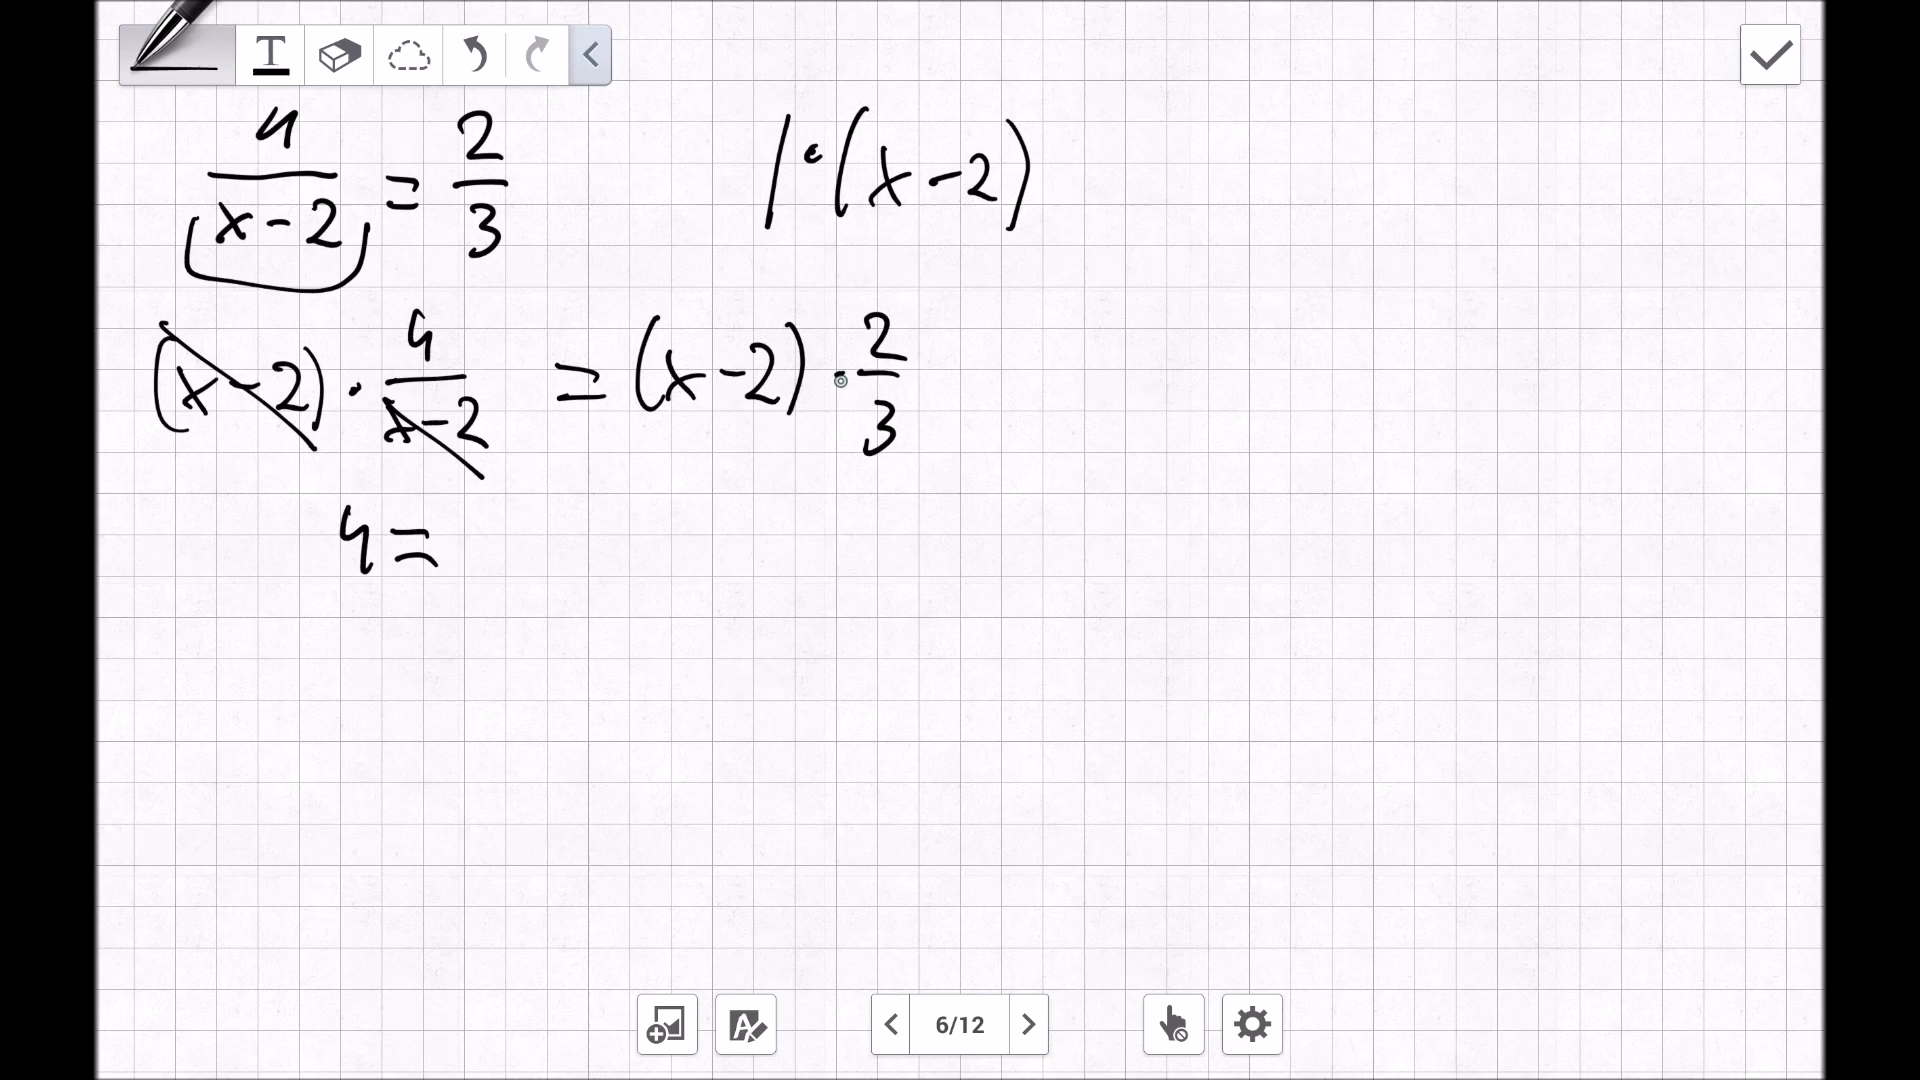 T
4/(x-2) = 2/3 |·(x-2)
(x-2) · 4/(x-2) = (x-2) · 2/3
4 =
A
6/12